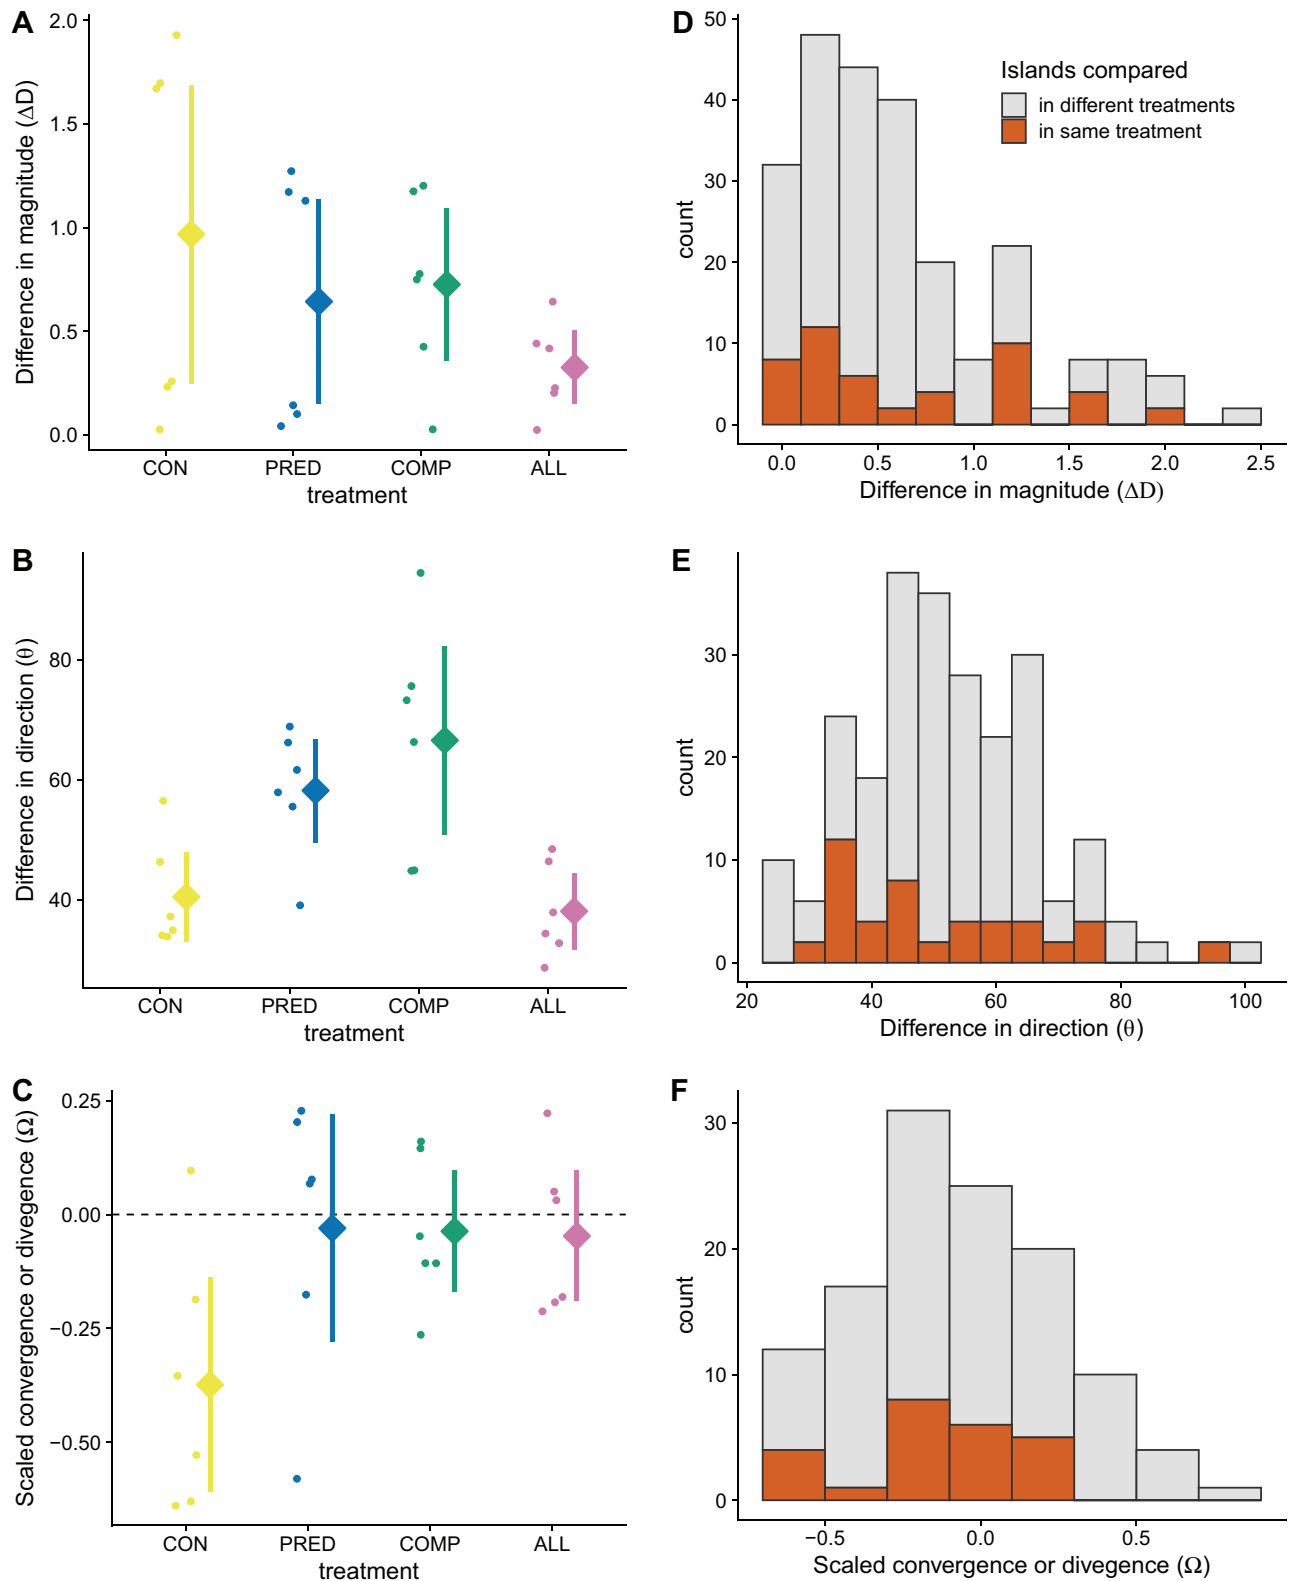 A
2.0
1.5
1.0
0.5
0.0
Difference in magnitude (ΔD)
CON PRED COMP ALL
treatment
D
50
40
30
20
10
0
count
Islands compared
in different treatments
in same treatment
0.0 0.5 1.0 1.5 2.0 2.5
Difference in magnitude (ΔD)
B
80
60
40
Difference in direction (θ)
CON PRED COMP ALL
treatment
E
30
20
10
0
count
20 40 60 80 100
Difference in direction (θ)
C
0.25
0.00
−0.25
−0.50
Scaled convergence or divegence (Ω)
CON PRED COMP ALL
treatment
F
30
20
10
0
count
−0.5 0.0 0.5
Scaled convergence or divegence (Ω)